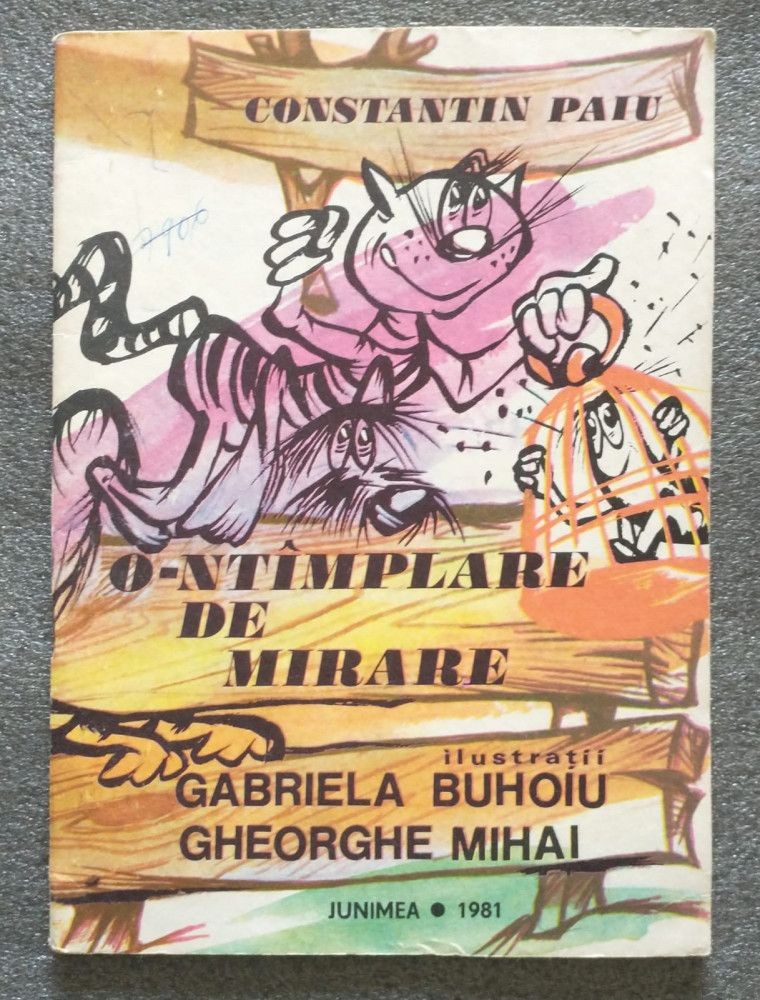 CONSTANTIN PAIU
O-NTÎMPLARE
DE
MIRARE
ilustrații
GABRIELA BUHOIU
GHEORGHE MIHAI
JUNIMEA ● 1981